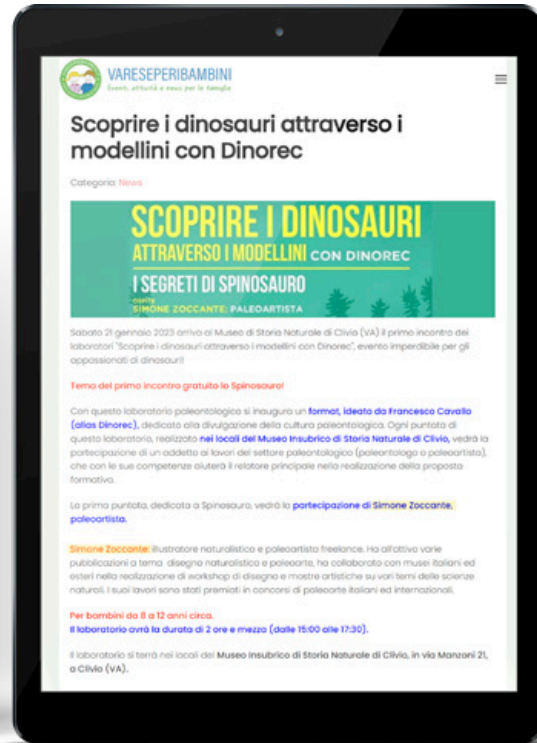 VARESEPERIBAMBINI
Eventi, attività e news per le famiglie
Scoprire i dinosauri attraverso i
modellini con Dinorec
Categoria: News
SCOPRIRE I DINOSAURI
ATTRAVERSO I MODELLINI CON DINOREC
I SEGRETI DI SPINOSAURO
OSPITE
SIMONE ZOCCANTE: PALEOARTISTA
Sabato 21 gennaio 2023 arriva al Museo di Storia Naturale di Clivio (VA) il primo incontro dei
laboratori "Scoprire i dinosauri attraverso i modellini con Dinorec", evento imperdibile per gli
appassionati di dinosauri!
Tema del primo incontro gratuito lo Spinosauro!
Con questo laboratorio paleontologico si inaugura un format, ideato da Francesco Cavallo
(alias Dinorec), dedicato alla divulgazione della cultura paleontologica. Ogni puntata di
questo laboratorio, realizzato nei locali del Museo Insubrico di Storia Naturale di Clivio, vedrà la
partecipazione di un addetto ai lavori del settore paleontologico (paleontologo o paleoartista),
che con le sue competenze aiuterà il relatore principale nella realizzazione della proposta
formativa.
La prima puntata, dedicata a Spinosauro, vedrà la partecipazione di Simone Zoccante,
paleoartista.
Simone Zoccante: illustratore naturalistico e paleoartista freelance. Ha all'attivo varie
pubblicazioni a tema disegno naturalistico e paleoarte, ha collaborato con musei italiani ed
esteri nella realizzazione di workshop di disegno e mostre artistiche su vari temi delle scienze
naturali. I suoi lavori sono stati premiati in concorsi di paleoarte italiani ed internazionali.
Per bambini da 8 a 12 anni circa.
Il laboratorio avrà la durata di 2 ore e mezza (dalle 15:00 alle 17:30).
Il laboratorio si terrà nei locali del Museo Insubrico di Storia Naturale di Clivio, in via Manzoni 21,
a Clivio (VA).